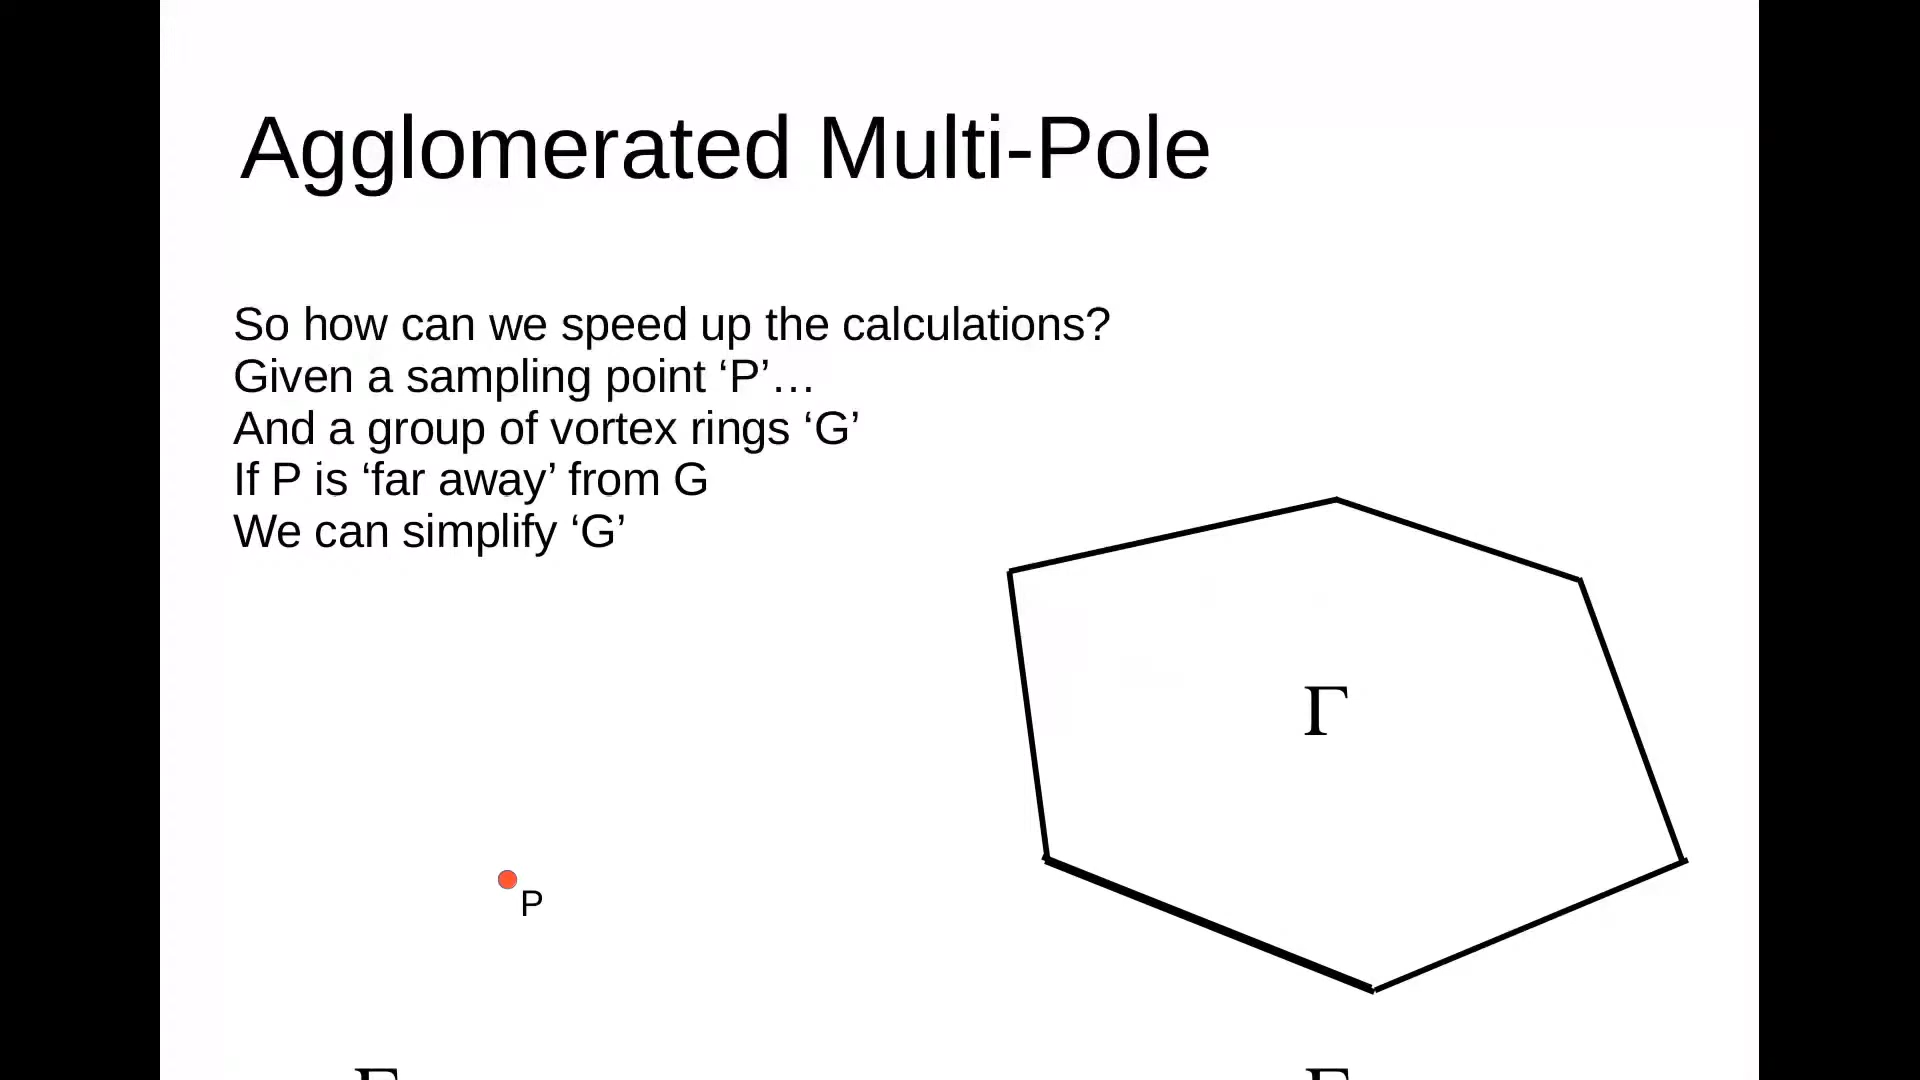 Agglomerated Multi-Pole
So how can we speed up the calculations?
Given a sampling point ‘P’…
And a group of vortex rings ‘G’
If P is ‘far away’ from G
We can simplify ‘G’
Γ
P